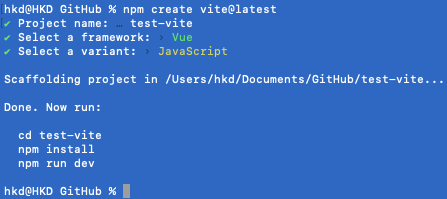 hkd@HKD GitHub % npm create vite@latest
✔ Project name: … test-vite
✔ Select a framework: › Vue
✔ Select a variant: › JavaScript
Scaffolding project in /Users/hkd/Documents/GitHub/test-vite...
Done. Now run:
cd test-vite
npm install
npm run dev
hkd@HKD GitHub %